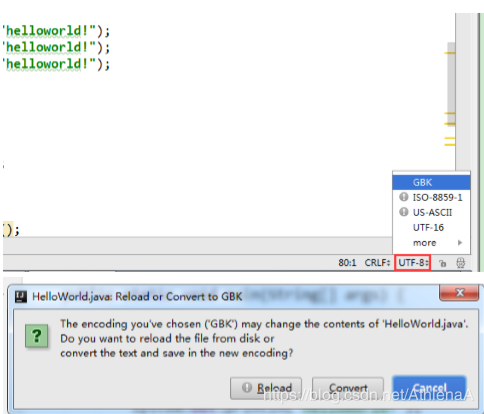 "helloworld!");
"helloworld!");
"helloworld!");
();
GBK
ISO-8859-1
US-ASCII
UTF-16
more
80:1 CRLF UTF-8
HelloWorld.java: Reload or Convert to GBK
The encoding you've chosen ('GBK') may change the contents of 'HelloWorld.java'.
Do you want to reload the file from disk or
convert the text and save in the new encoding?
Reload Convert Cancel
https://blog.csdn.net/AthlenaA